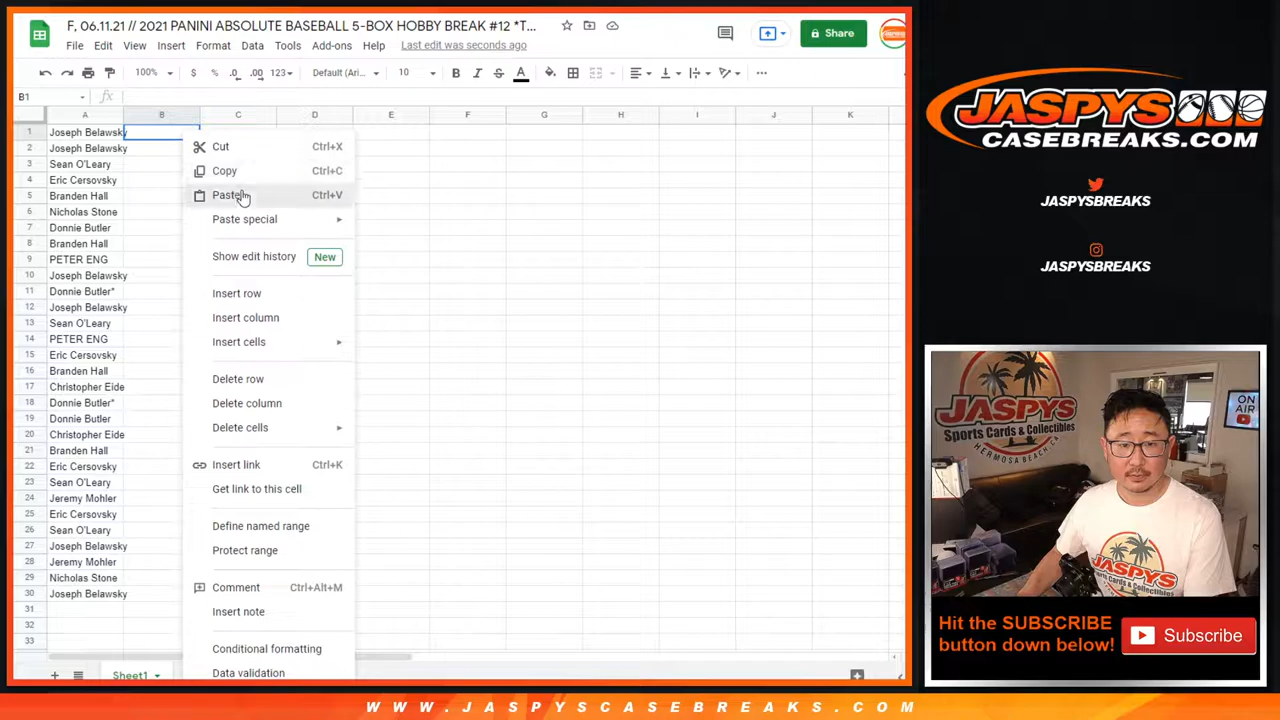 F, 06.11.21 // 2021 PANINI ABSOLUTE BASEBALL 5-BOX HOBBY BREAK #12 *T...
File Edit View Insert Format Data Tools Add-ons Help Last edit was seconds ago
Share
100% $ % .0 .00 123 Default (Ari... 10 B I S A
B1 fx
A B C D E F G H I J K
1 Joseph Belawsky
2 Joseph Belawsky
3 Sean O'Leary
4 Eric Cersovsky
5 Branden Hall
6 Nicholas Stone
7 Donnie Butler
8 Branden Hall
9 PETER ENG
10 Joseph Belawsky
11 Donnie Butler*
12 Joseph Belawsky
13 Sean O'Leary
14 PETER ENG
15 Eric Cersovsky
16 Branden Hall
17 Christopher Eide
18 Donnie Butler*
19 Donnie Butler
20 Christopher Eide
21 Branden Hall
22 Eric Cersovsky
23 Sean O'Leary
24 Jeremy Mohler
25 Eric Cersovsky
26 Sean O'Leary
27 Joseph Belawsky
28 Jeremy Mohler
29 Nicholas Stone
30 Joseph Belawsky
31
32
33
Cut Ctrl+X
Copy Ctrl+C
Paste Ctrl+V
Paste special
Show edit history New
Insert row
Insert column
Insert cells
Delete row
Delete column
Delete cells
Insert link Ctrl+K
Get link to this cell
Define named range
Protect range
Comment Ctrl+Alt+M
Insert note
Conditional formatting
Data validation
Sheet1
JASPYS
CASEBREAKS.COM
JASPYSBREAKS
JASPYSBREAKS
JASPYS
Sports Cards & Collectibles
HERMOSA BEACH
ON
AIR
JASPYS
Hit the SUBSCRIBE
button down below!
Subscribe
WWW.JASPYSCASEBREAKS.COM